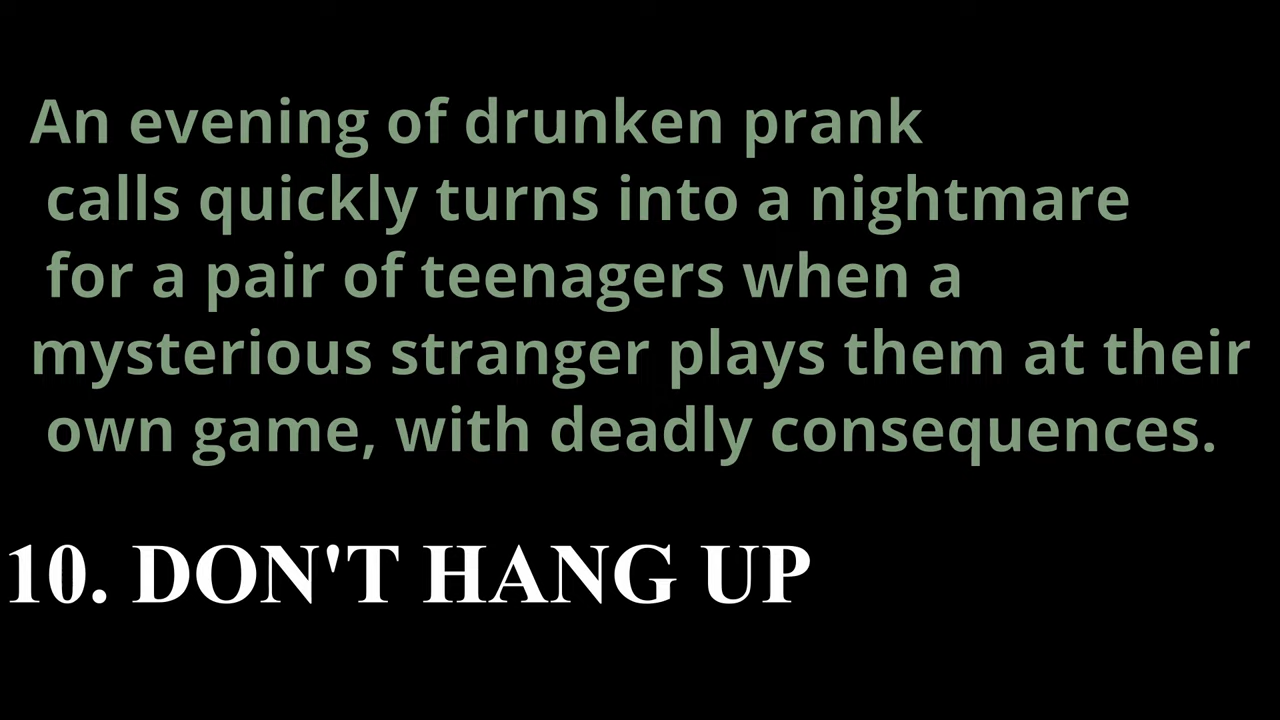 An evening of drunken prank
calls quickly turns into a nightmare
for a pair of teenagers when a
mysterious stranger plays them at their
own game, with deadly consequences.
10. DON'T HANG UP